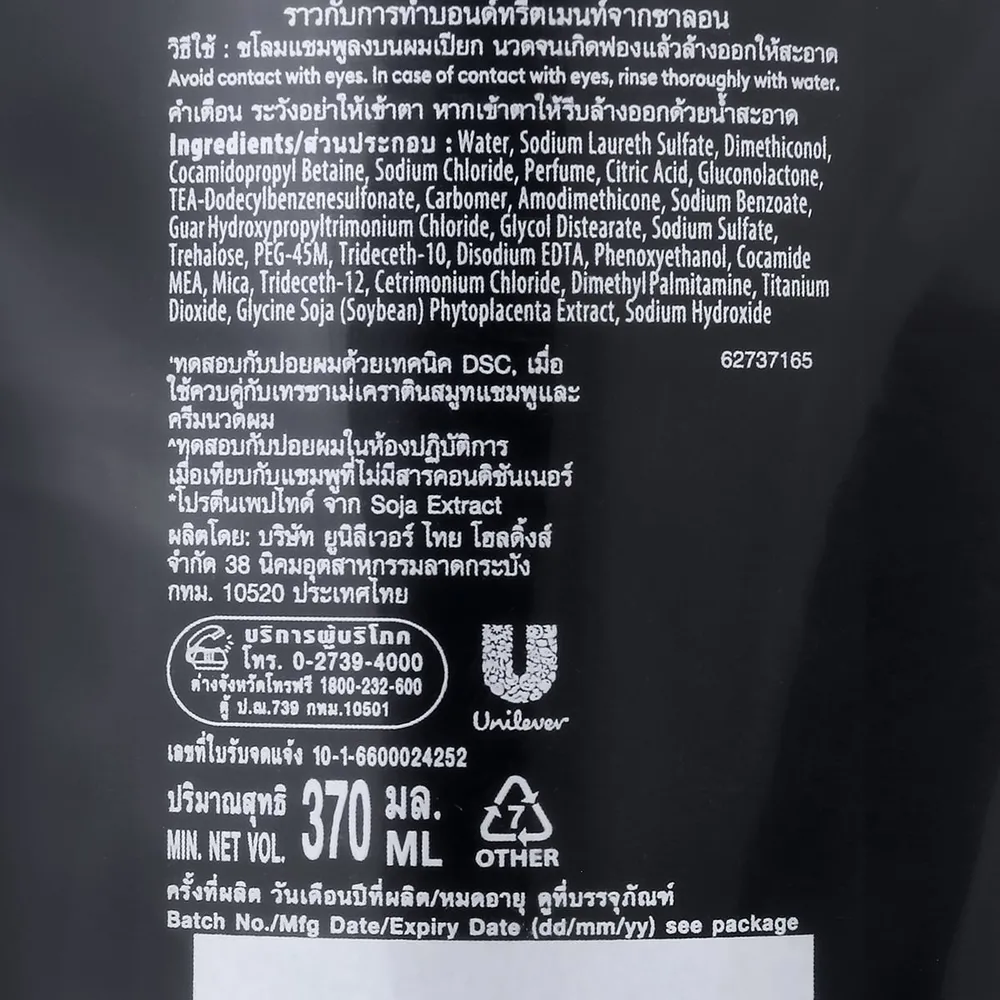 ราวกับการทำบอนด์ทรีตเมนท์จากซาลอน
วิธีใช้ : ชโลมแชมพูลงบนผมเปียก นวดจนเกิดฟองแล้วล้างออกให้สะอาด
Avoid contact with eyes. In case of contact with eyes, rinse thoroughly with water.
คำเตือน ระวังอย่าให้เข้าตา หากเข้าตาให้รีบล้างออกด้วยน้ำสะอาด
Ingredients/ส่วนประกอบ : Water, Sodium Laureth Sulfate, Dimethiconol,
Cocamidopropyl Betaine, Sodium Chloride, Perfume, Citric Acid, Gluconolactone,
TEA-Dodecylbenzenesulfonate, Carbomer, Amodimethicone, Sodium Benzoate,
Guar Hydroxypropyltrimonium Chloride, Glycol Distearate, Sodium Sulfate,
Trehalose, PEG-45M, Trideceth-10, Disodium EDTA, Phenoxyethanol, Cocamide
MEA, Mica, Trideceth-12, Cetrimonium Chloride, Dimethyl Palmitamine, Titanium
Dioxide, Glycine Soja (Soybean) Phytoplacenta Extract, Sodium Hydroxide
'ทดสอบกับปอยผมด้วยเทคนิค DSC, เมื่อ
62737165
ใช้ควบคู่กับเทรซาเม่เคราตินสมูทแชมพูและ
ครีมนวดผม
^ทดสอบกับปอยผมในห้องปฏิบัติการ
เมื่อเทียบกับแชมพูที่ไม่มีสารคอนดิชันเนอร์
*โปรตีนเพปไทด์ จาก Soja Extract
ผลิตโดย: บริษัท ยูนิลีเวอร์ ไทย โฮลดิ้งส์
จำกัด 38 นิคมอุตสาหกรรมลาดกระบัง
กทม. 10520 ประเทศไทย
บริการผู้บริโภค
โทร. 0-2739-4000
ต่างจังหวัดโทรฟรี 1800-232-600
ตู้ ป.ณ.739 กทม.10501
Unilever
เลขที่ใบรับจดแจ้ง 10-1-6600024252
ปริมาณสุทธิ 370 มล.
MIN. NET VOL. ML
7
OTHER
ครั้งที่ผลิต วันเดือนปีที่ผลิต/หมดอายุ ดูที่บรรจุภัณฑ์
Batch No./Mfg Date/Expiry Date (dd/mm/yy) see package